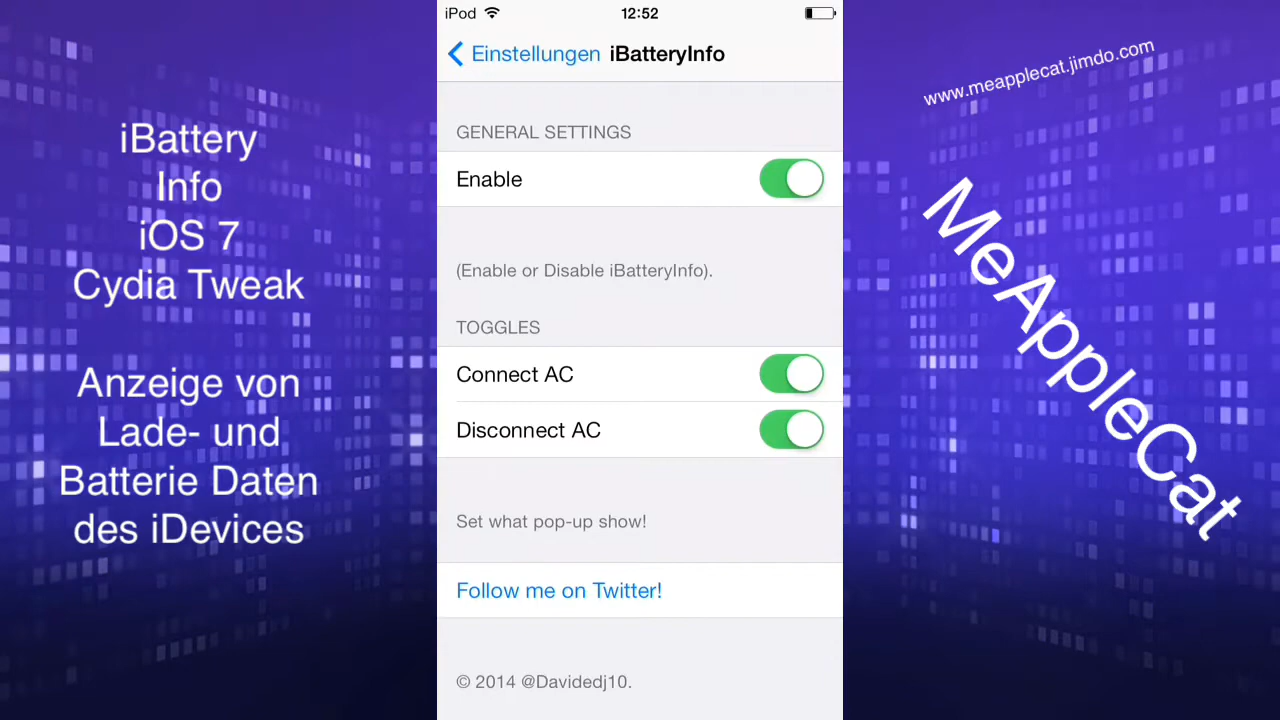 iBattery
Info
iOS 7
Cydia Tweak
Anzeige von
Lade- und
Batterie Daten
des iDevices
iPod 12:52
Einstellungen iBatteryInfo
GENERAL SETTINGS
Enable
(Enable or Disable iBatteryInfo).
TOGGLES
Connect AC
Disconnect AC
Set what pop-up show!
Follow me on Twitter!
© 2014 @Davidedj10.
www.meapplecat.jimdo.com
MeAppleCat